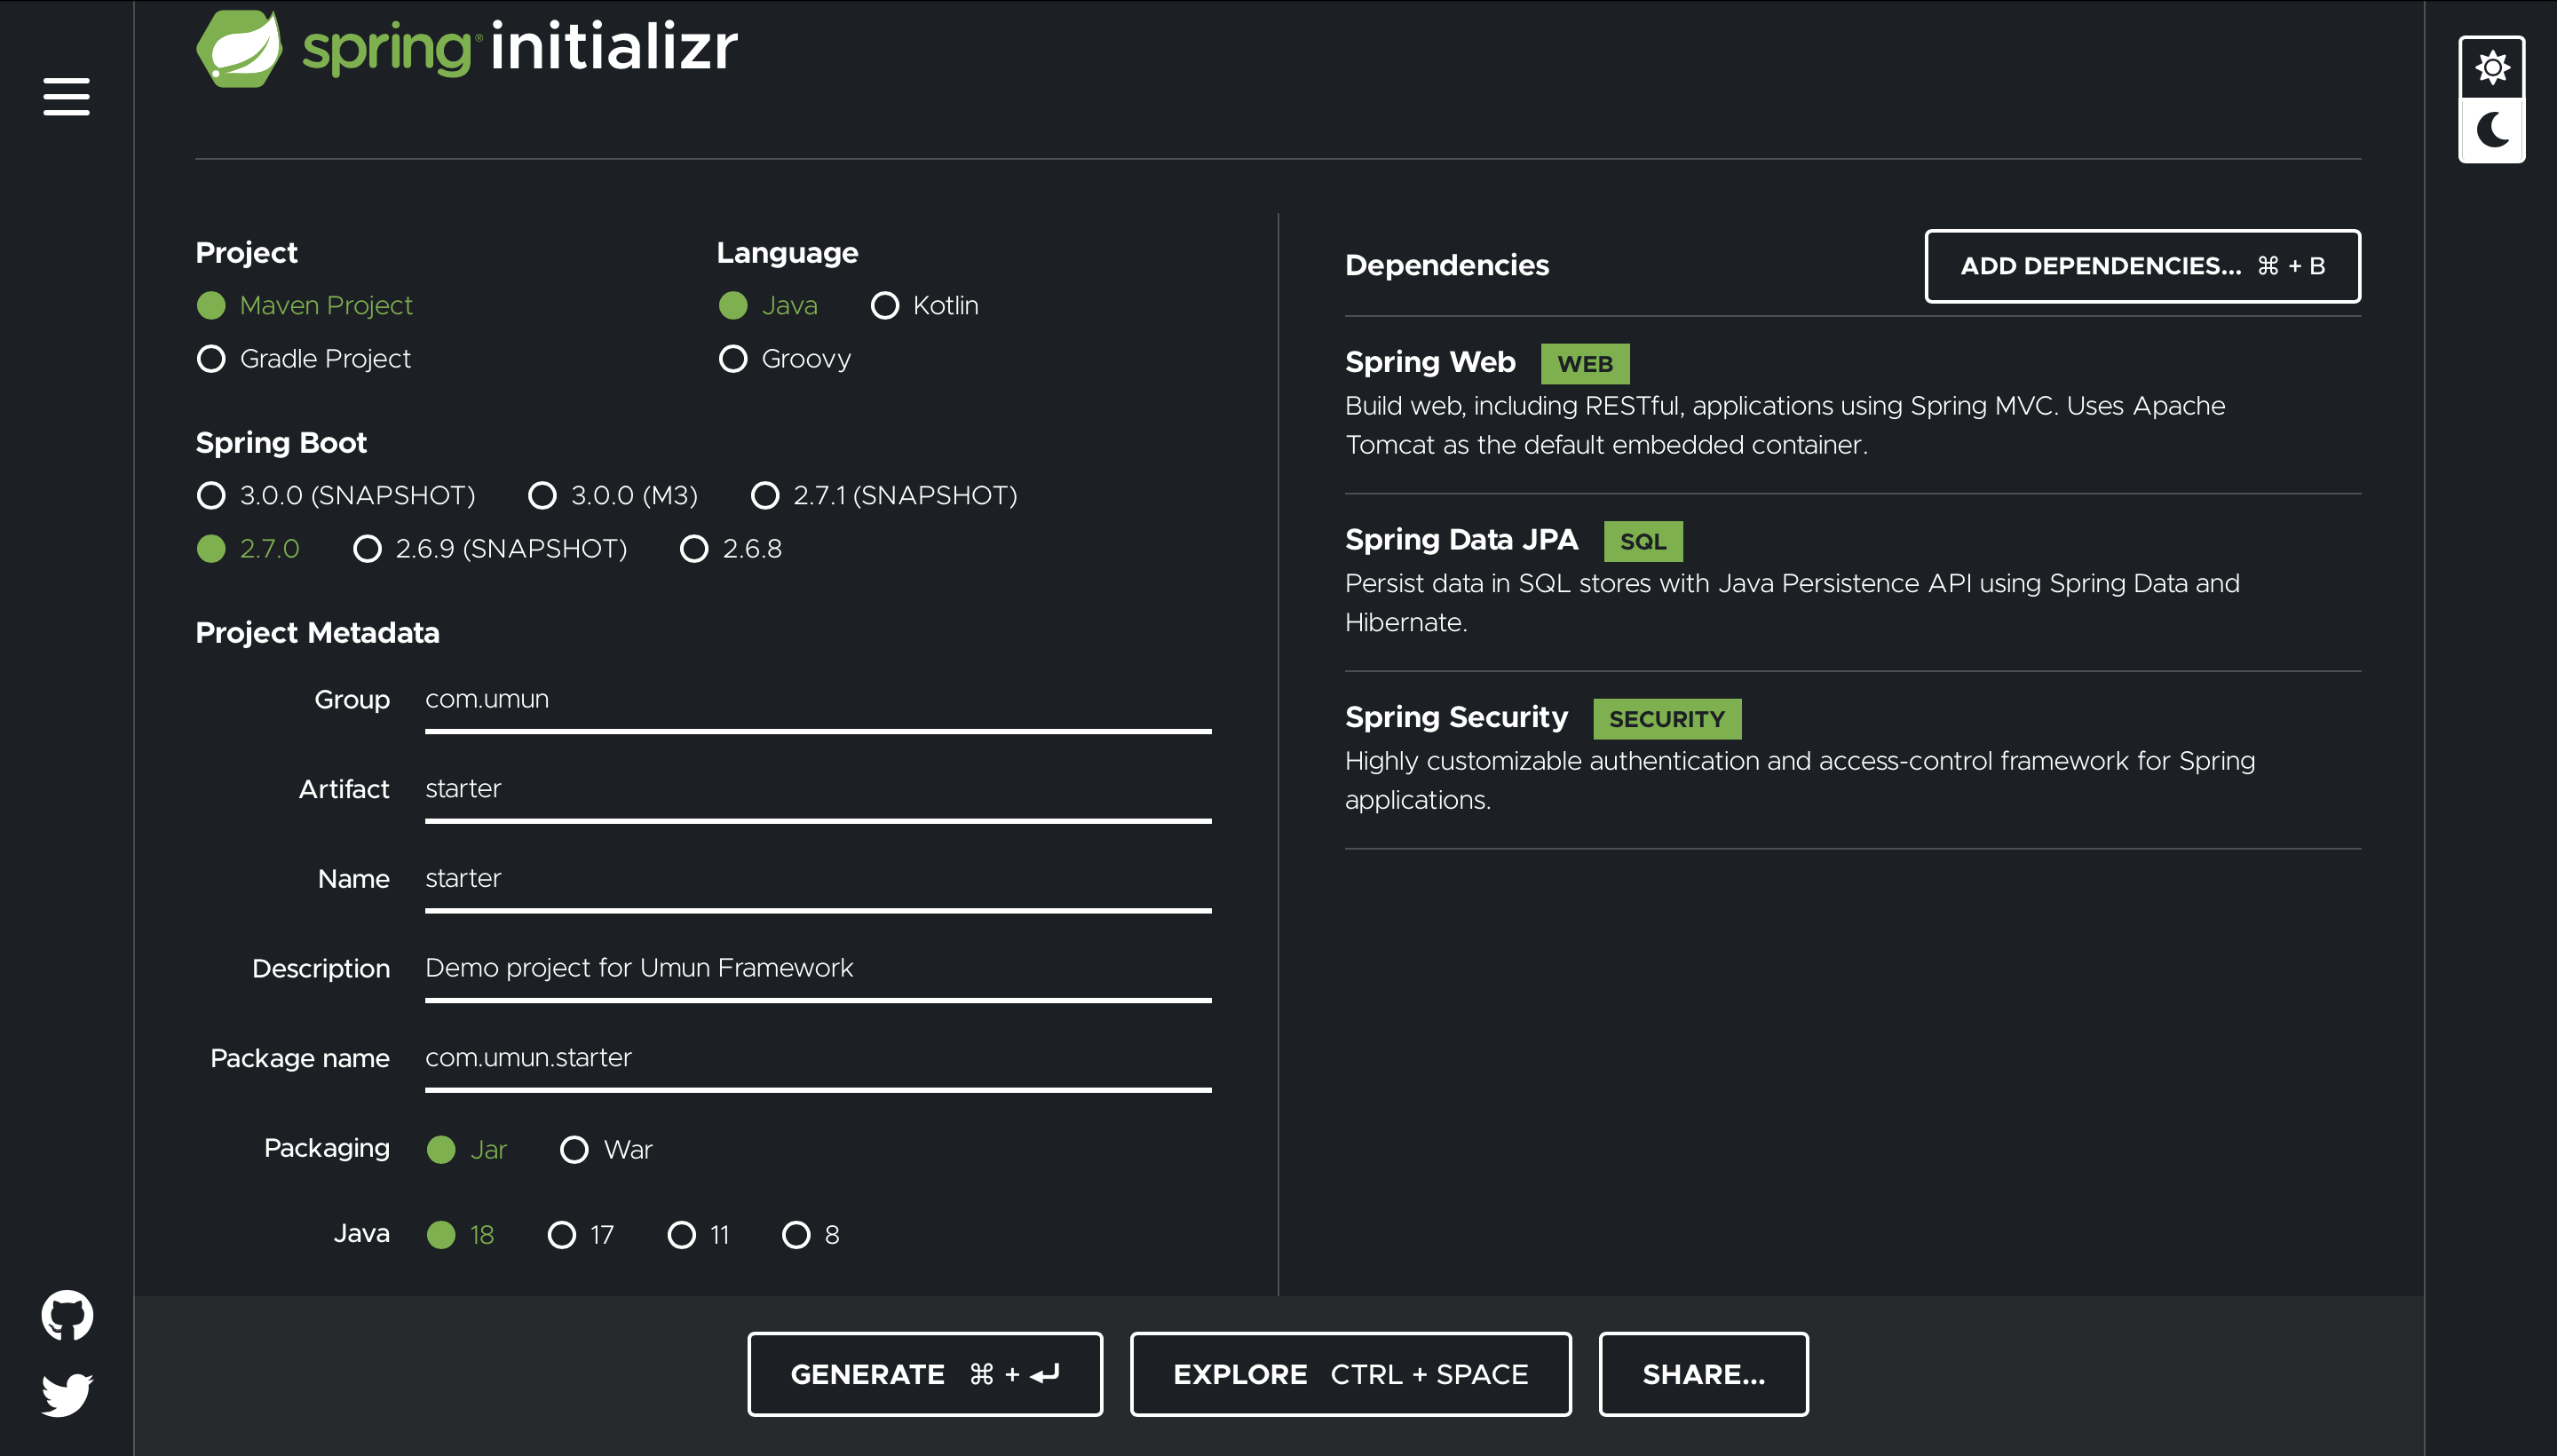 spring® initializr
Project
Maven Project
Gradle Project
Language
Java Kotlin
Groovy
Spring Boot
3.0.0 (SNAPSHOT) 3.0.0 (M3) 2.7.1 (SNAPSHOT)
2.7.0 2.6.9 (SNAPSHOT) 2.6.8
Project Metadata
Group com.umun
Artifact starter
Name starter
Description Demo project for Umun Framework
Package name com.umun.starter
Packaging Jar War
Java 18 17 11 8
Dependencies
ADD DEPENDENCIES... ⌘ + B
Spring Web WEB
Build web, including RESTful, applications using Spring MVC. Uses Apache
Tomcat as the default embedded container.
Spring Data JPA SQL
Persist data in SQL stores with Java Persistence API using Spring Data and
Hibernate.
Spring Security SECURITY
Highly customizable authentication and access-control framework for Spring
applications.
GENERATE ⌘ + ⏎
EXPLORE CTRL + SPACE
SHARE...